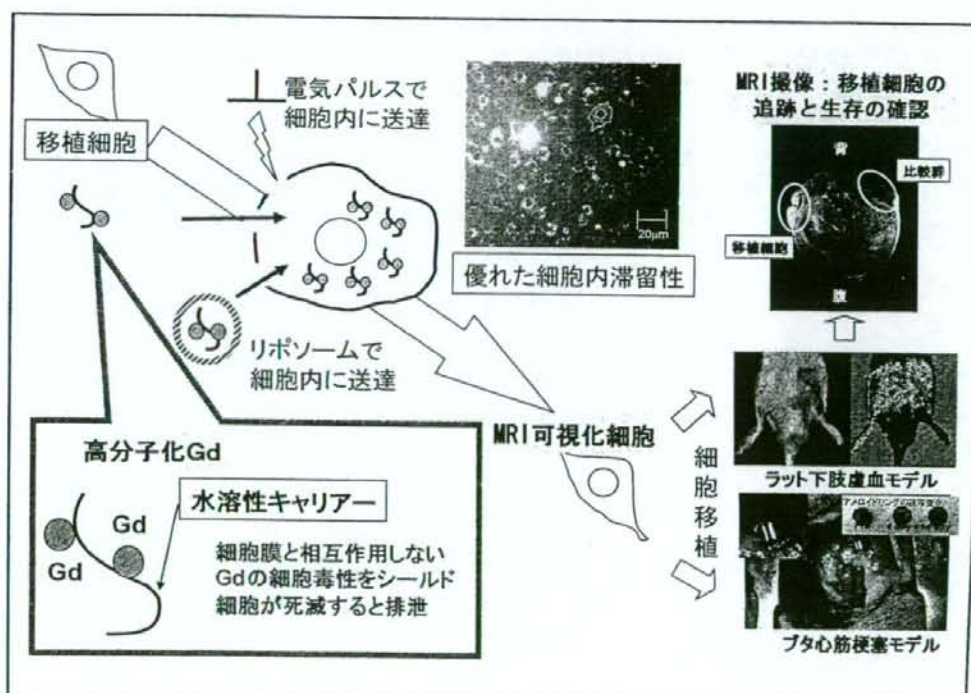 移植細胞
電気パルスで
細胞内に送達
20μm
優れた細胞内滞留性
リポソームで
細胞内に送達
MRI撮像：移植細胞の
追跡と生存の確認
背
比較群
移植細胞
腹
高分子化Gd
水溶性キャリアー
Gd
Gd
細胞膜と相互作用しない
Gdの細胞毒性をシールド
細胞が死滅すると排泄
MRI可視化細胞
細胞移植
ラット下肢虚血モデル
ブタ心筋梗塞モデル